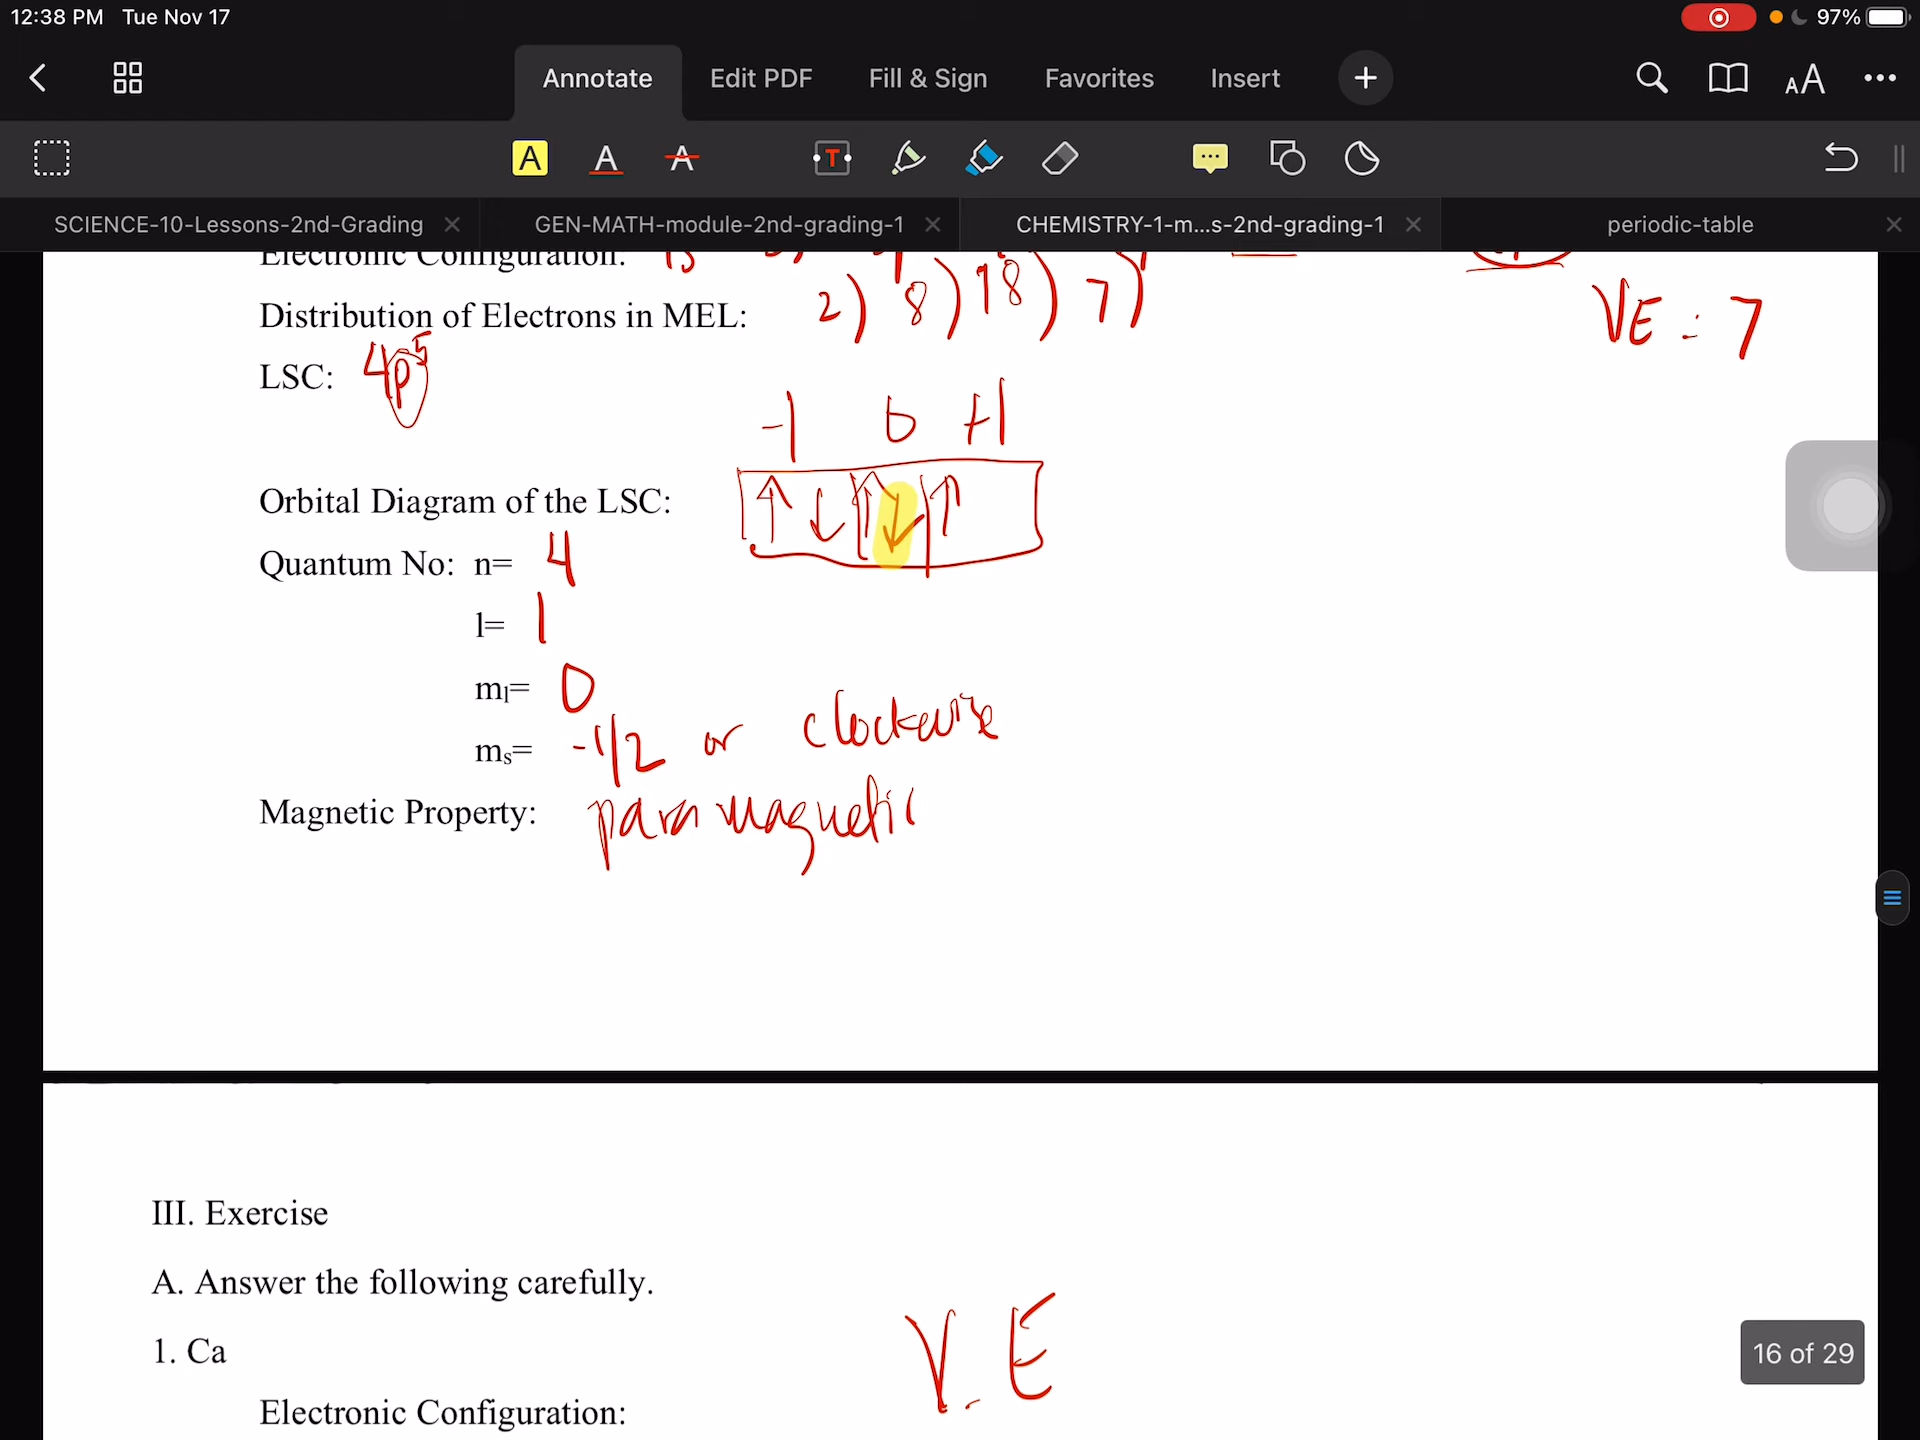 12:38 PM Tue Nov 17 97%
Annotate Edit PDF Fill & Sign Favorites Insert + AA
A A A T
SCIENCE-10-Lessons-2nd-Grading GEN-MATH-module-2nd-grading-1 CHEMISTRY-1-m...s-2nd-grading-1 periodic-table
Electronic Configuration:
Distribution of Electrons in MEL: 2) 8) 18) 7)
VE: 7
LSC: 4p⁵
-1 0 +1
Orbital Diagram of the LSC: ↑ ↓ ↑ ↓ ↑
Quantum No: n= 4
l= 1
mₗ= 0
mₛ= -1/2 or clockwise
Magnetic Property: paramagnetic
III. Exercise
A. Answer the following carefully.
1. Ca
V.E
16 of 29
Electronic Configuration: